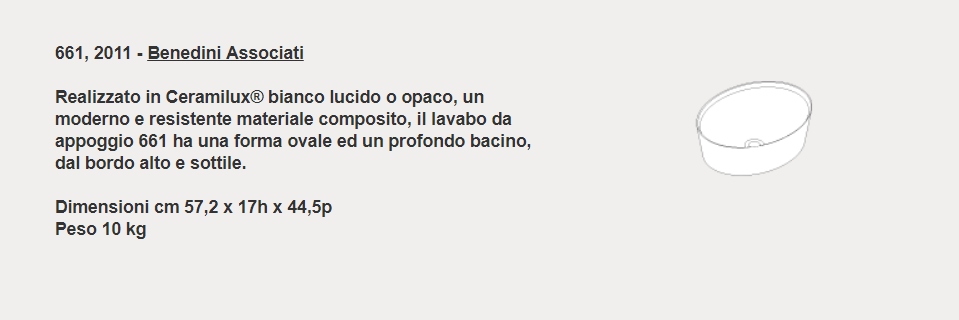 661, 2011 - Benedini Associati
Realizzato in Ceramilux® bianco lucido o opaco, un
moderno e resistente materiale composito, il lavabo da
appoggio 661 ha una forma ovale ed un profondo bacino,
dal bordo alto e sottile.
Dimensioni cm 57,2 x 17h x 44,5p
Peso 10 kg